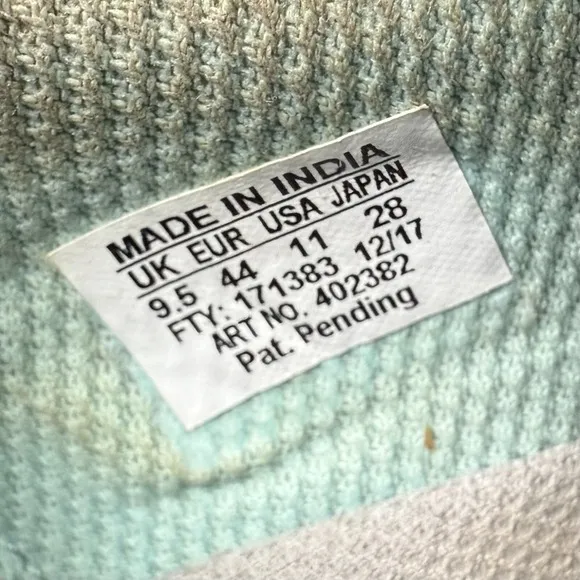 MADE IN INDIA
UK EUR USA JAPAN
9.5 44 11 28
FTY: 171383 12/17
ART NO. 402382
Pat. Pending